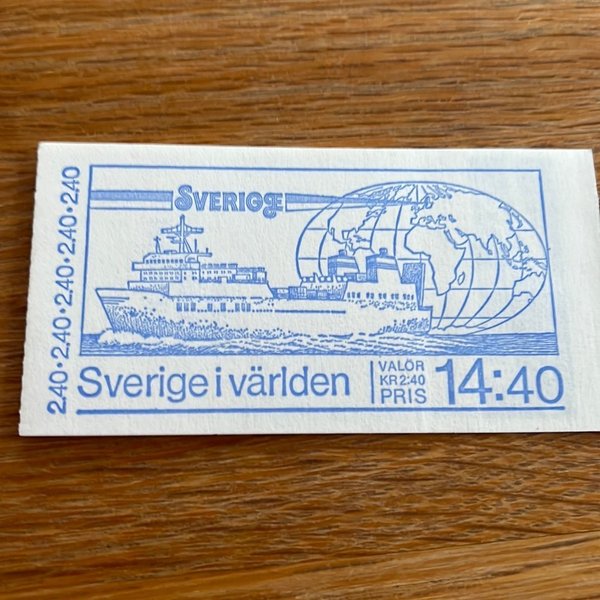 2.40 • 2.40 • 2.40 • 2.40 • 2.40
SVERIGE
Sverige i världen
VALÖR
KR 2:40
PRIS
14:40